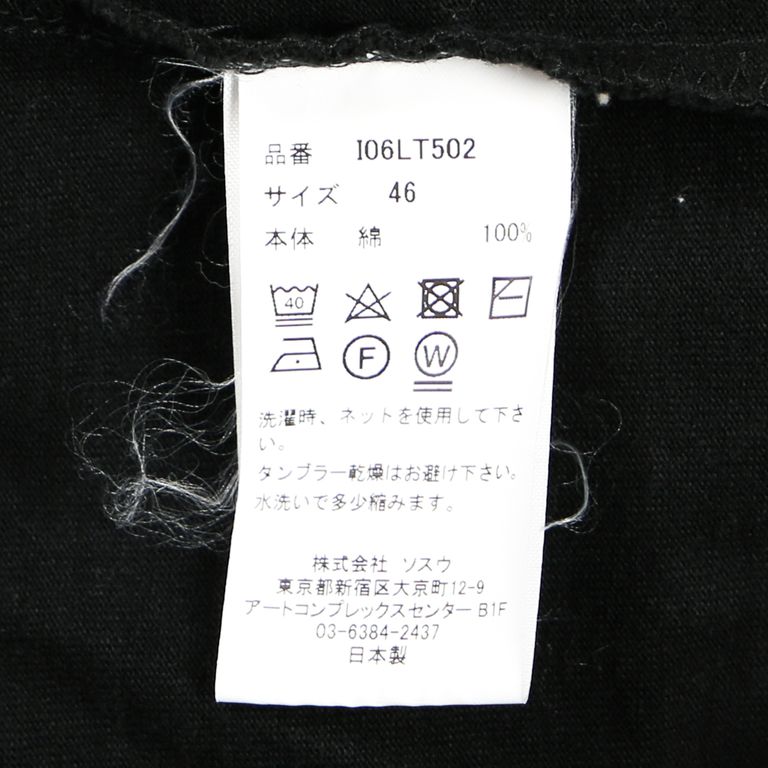 品番 I06LT502
サイズ 46
本体 綿 100%
40
F W
洗濯時、ネットを使用して下さ
い。
タンブラー乾燥はお避け下さい。
水洗いで多少縮みます。
株式会社 ソスウ
東京都新宿区大京町12-9
アートコンプレックスセンター B1F
03-6384-2437
日本製